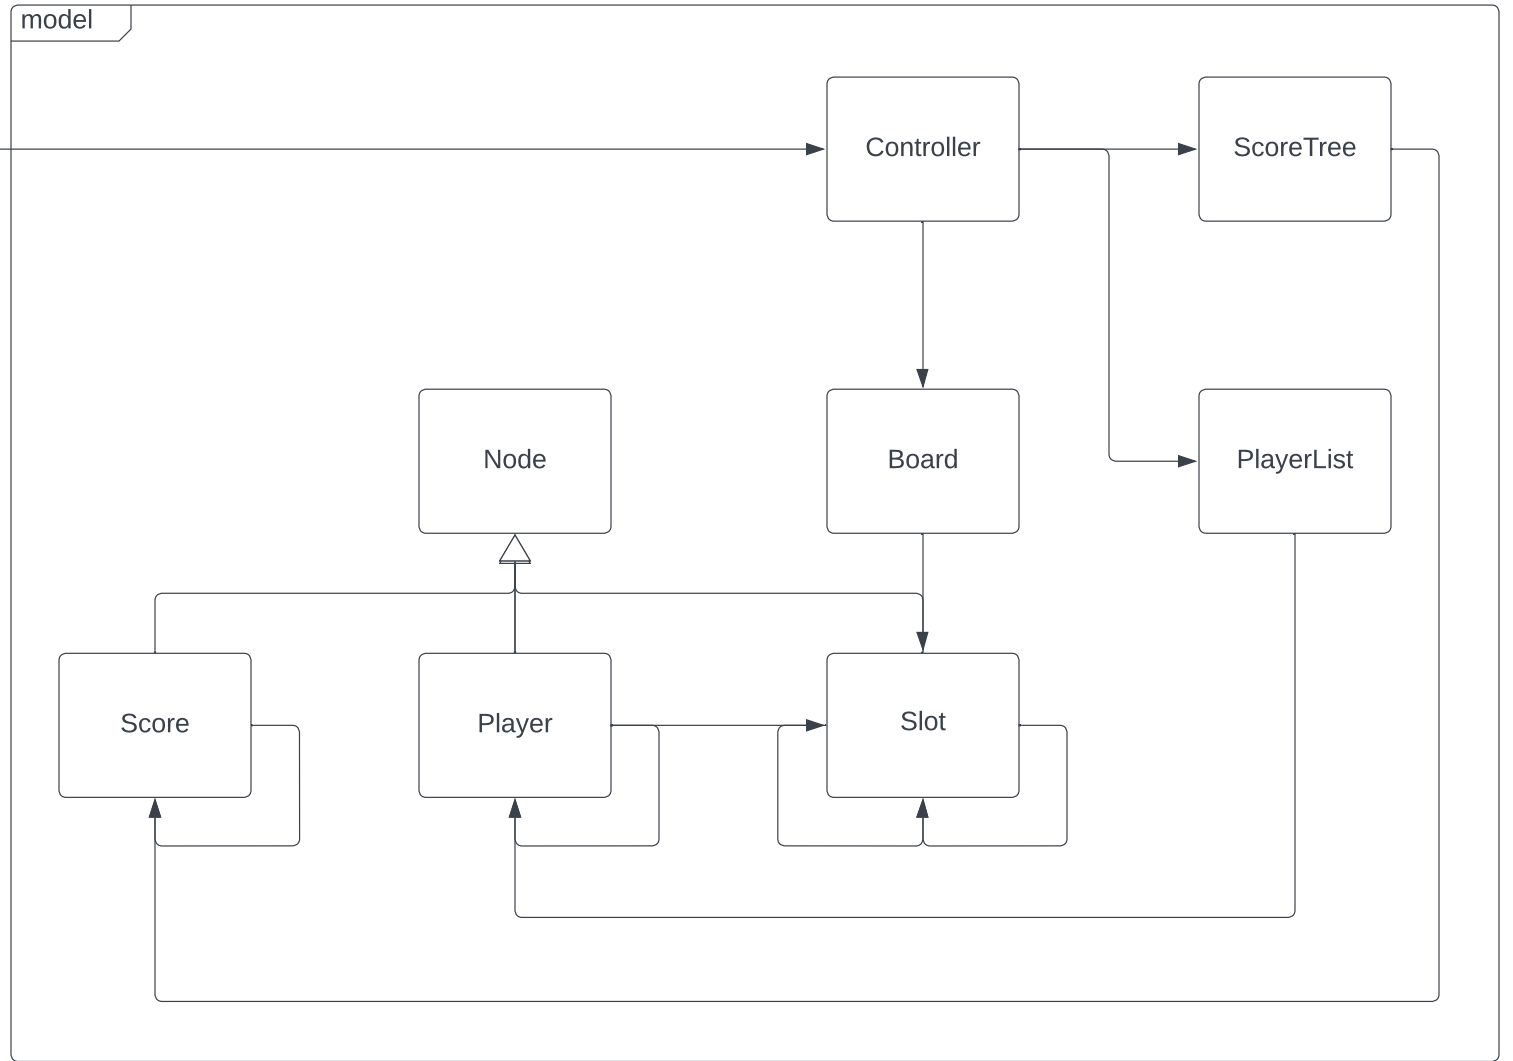 model
Controller
ScoreTree
Node
Board
PlayerList
Score
Player
Slot